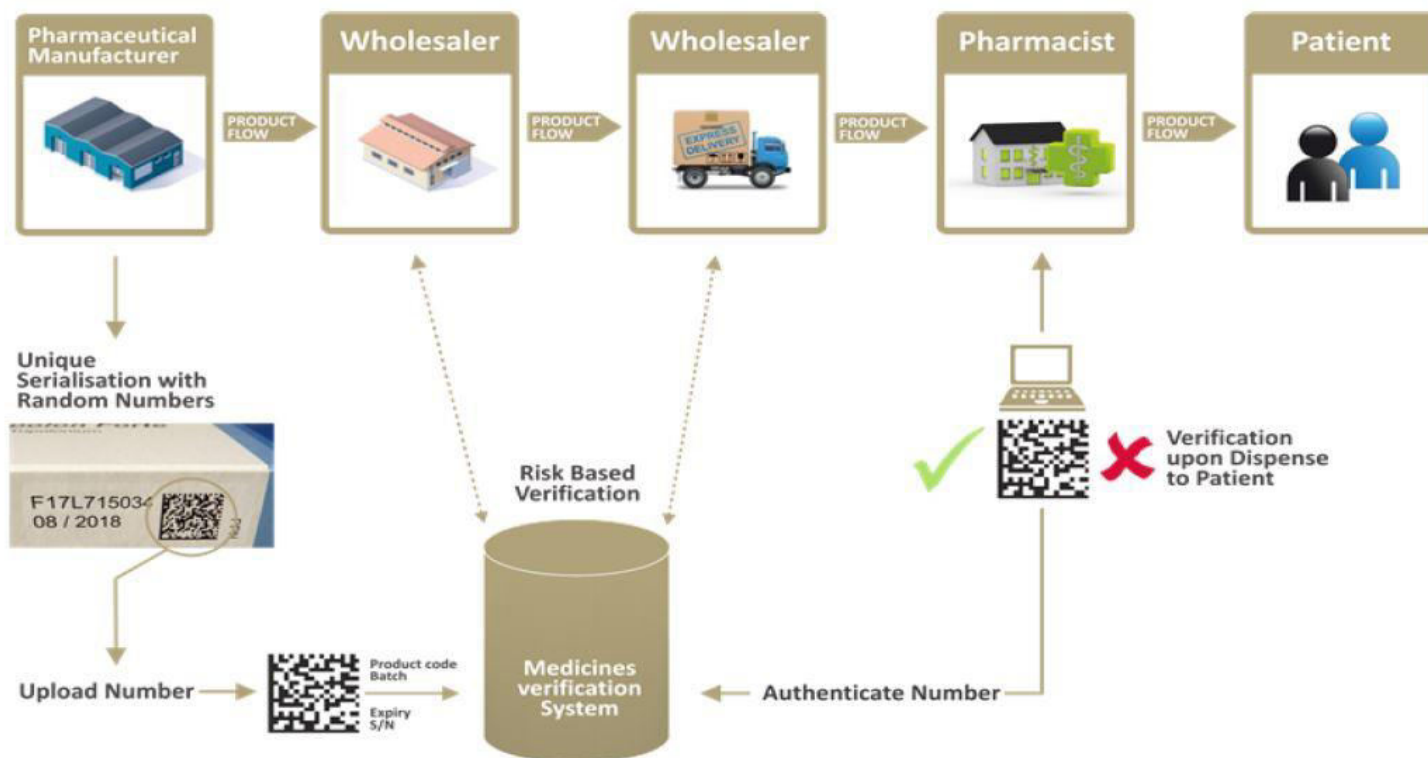 Pharmaceutical
Manufacturer
Wholesaler
Wholesaler
Pharmacist
Patient
PRODUCT
FLOW
PRODUCT
FLOW
EXPRESS
DELIVERY
PRODUCT
FLOW
PRODUCT
FLOW
Unique
Serialisation with
Random Numbers
F17L715034
08 / 2018
Risk Based
Verification
Verification
upon Dispense
to Patient
Upload Number
Product code
Batch
Expiry
S/N
Medicines
verification
System
Authenticate Number